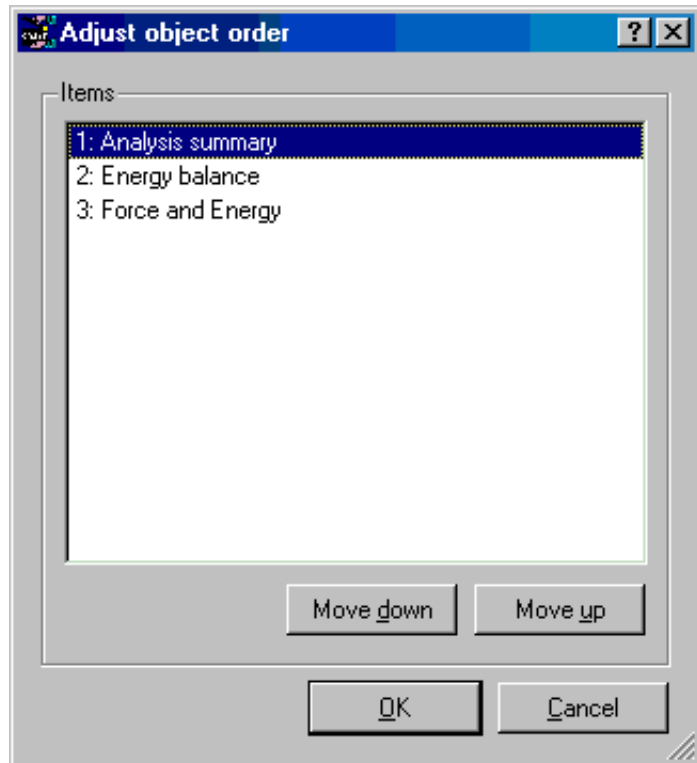 Adjust object order
Items
1: Analysis summary
2: Energy balance
3: Force and Energy
Move down
Move up
OK
Cancel